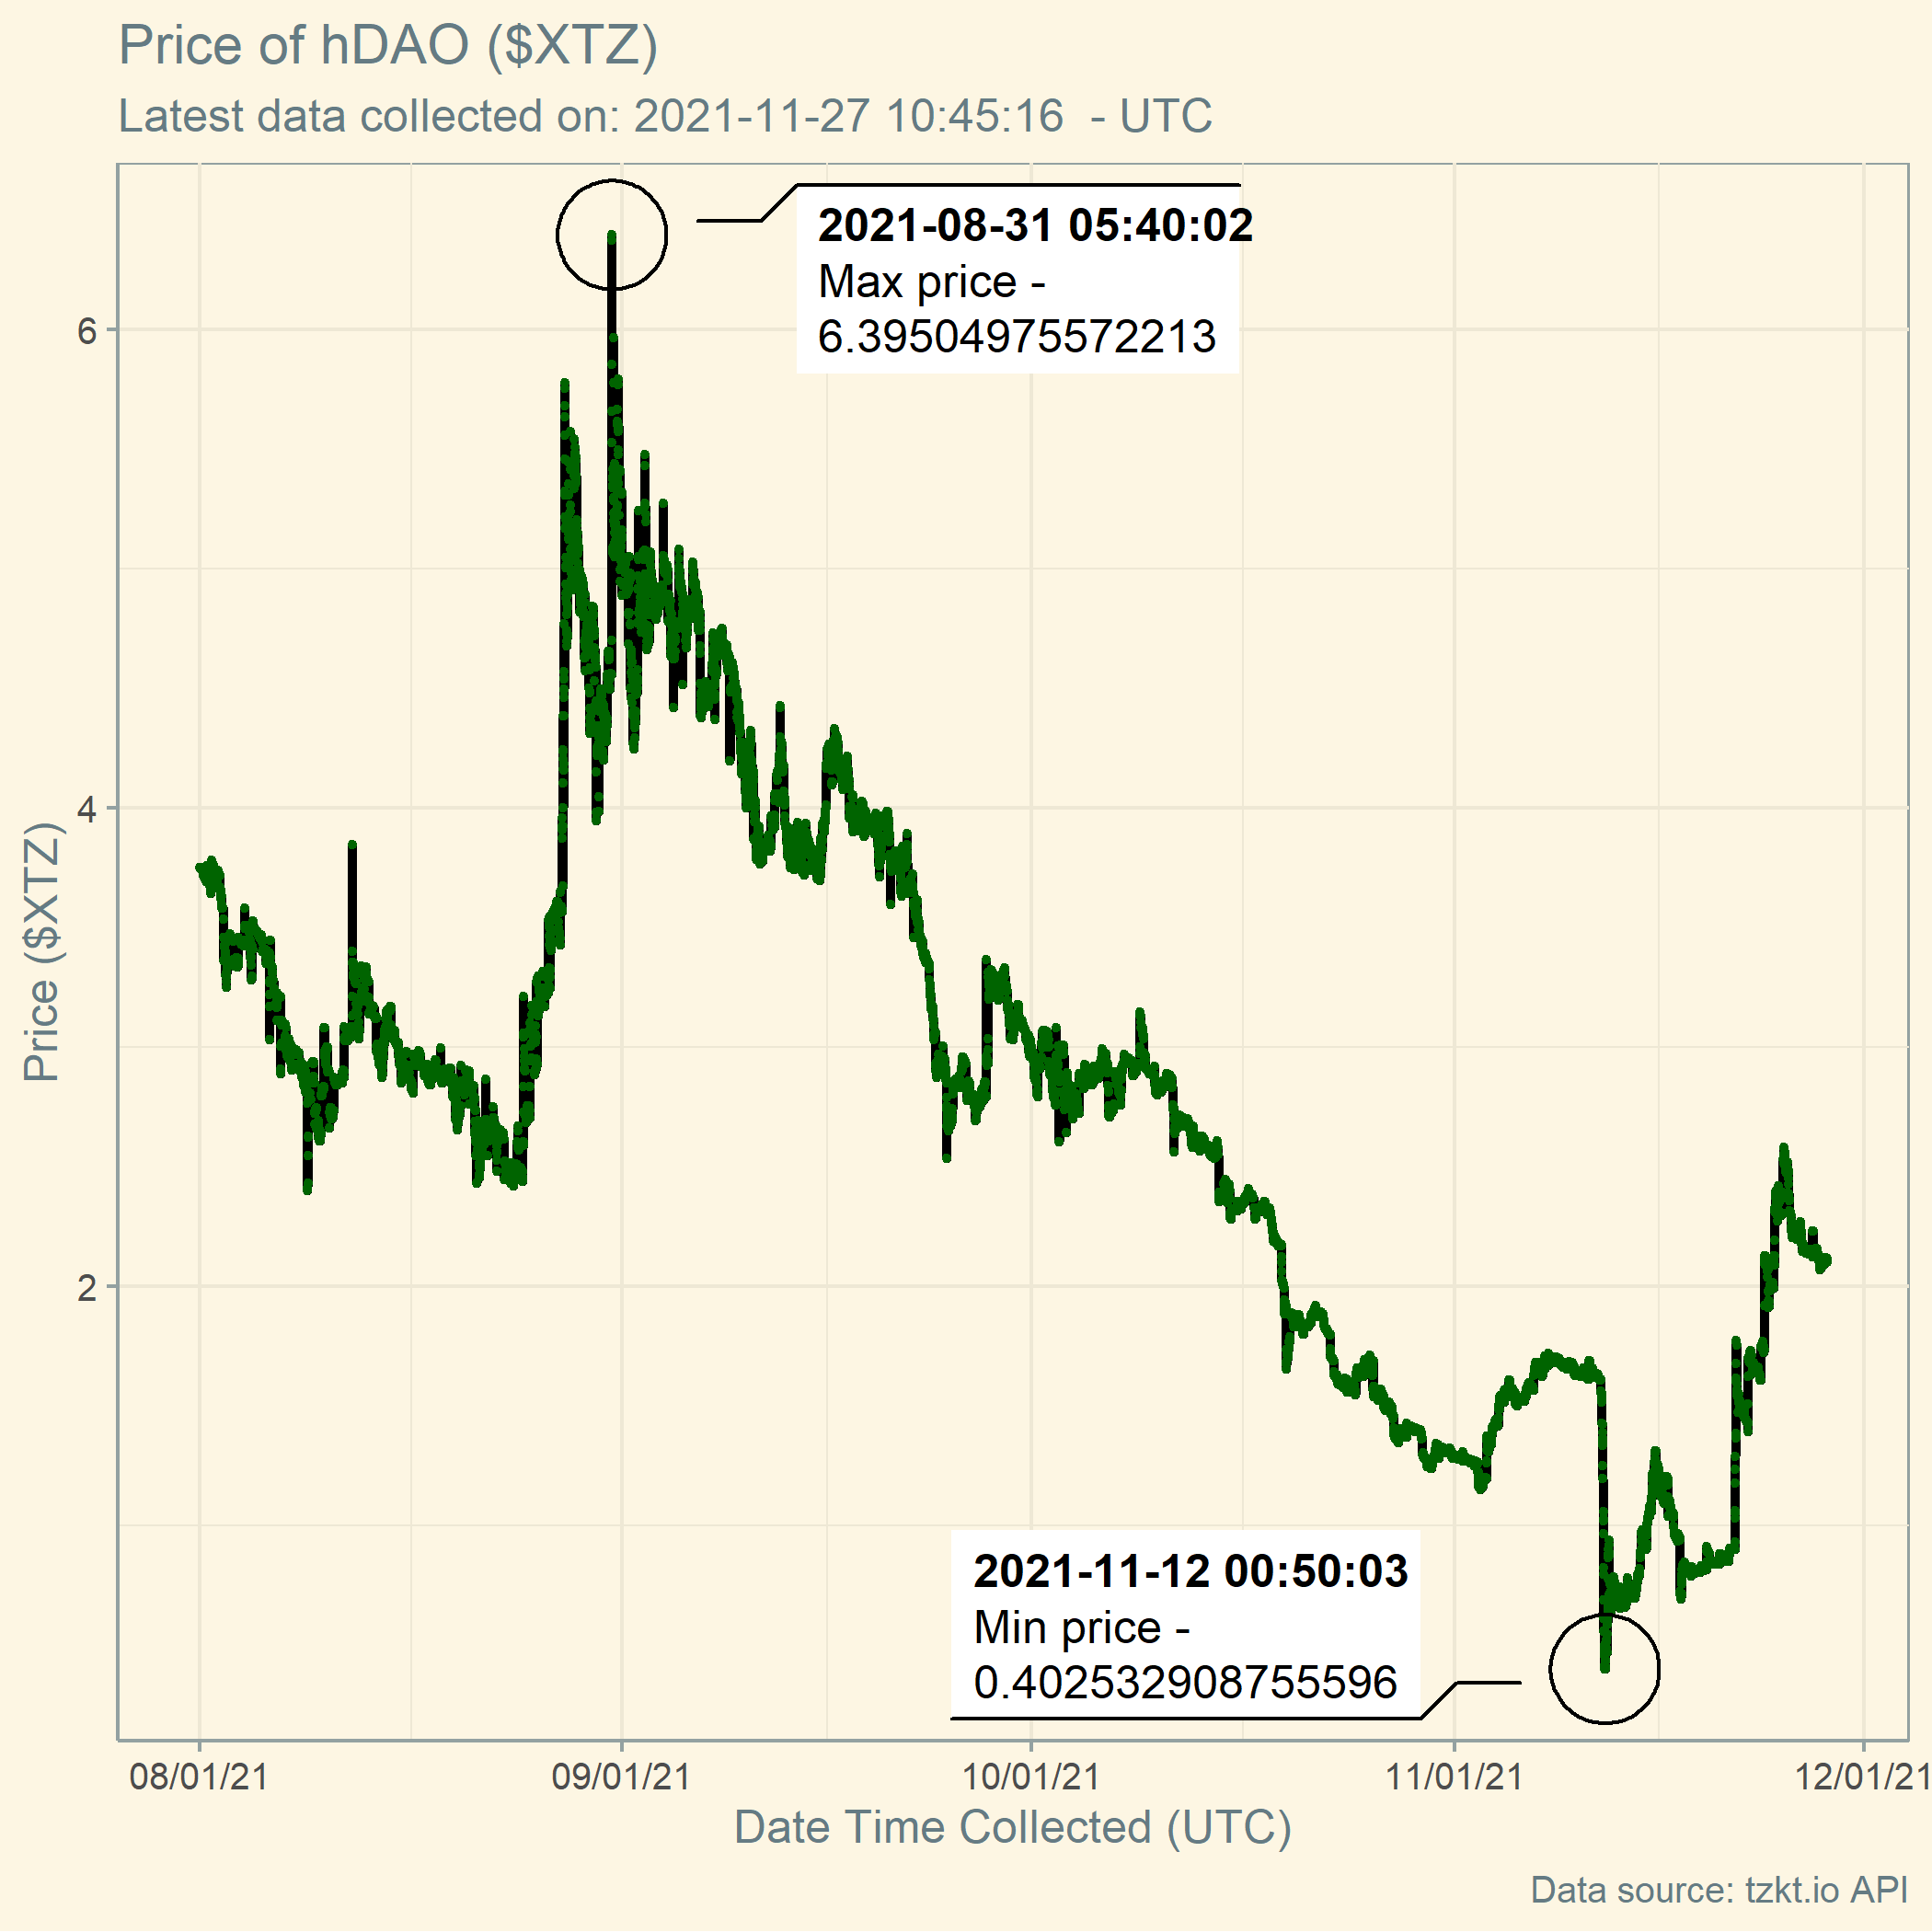 Price of hDAO ($XTZ)
Latest data collected on: 2021-11-27 10:45:16  - UTC
2021-08-31 05:40:02
Max price -
6.39504975572213
6
4
2
Price ($XTZ)
2021-11-12 00:50:03
Min price -
0.402532908755596
08/01/21 09/01/21 10/01/21 11/01/21 12/01/21
Date Time Collected (UTC)
Data source: tzkt.io API